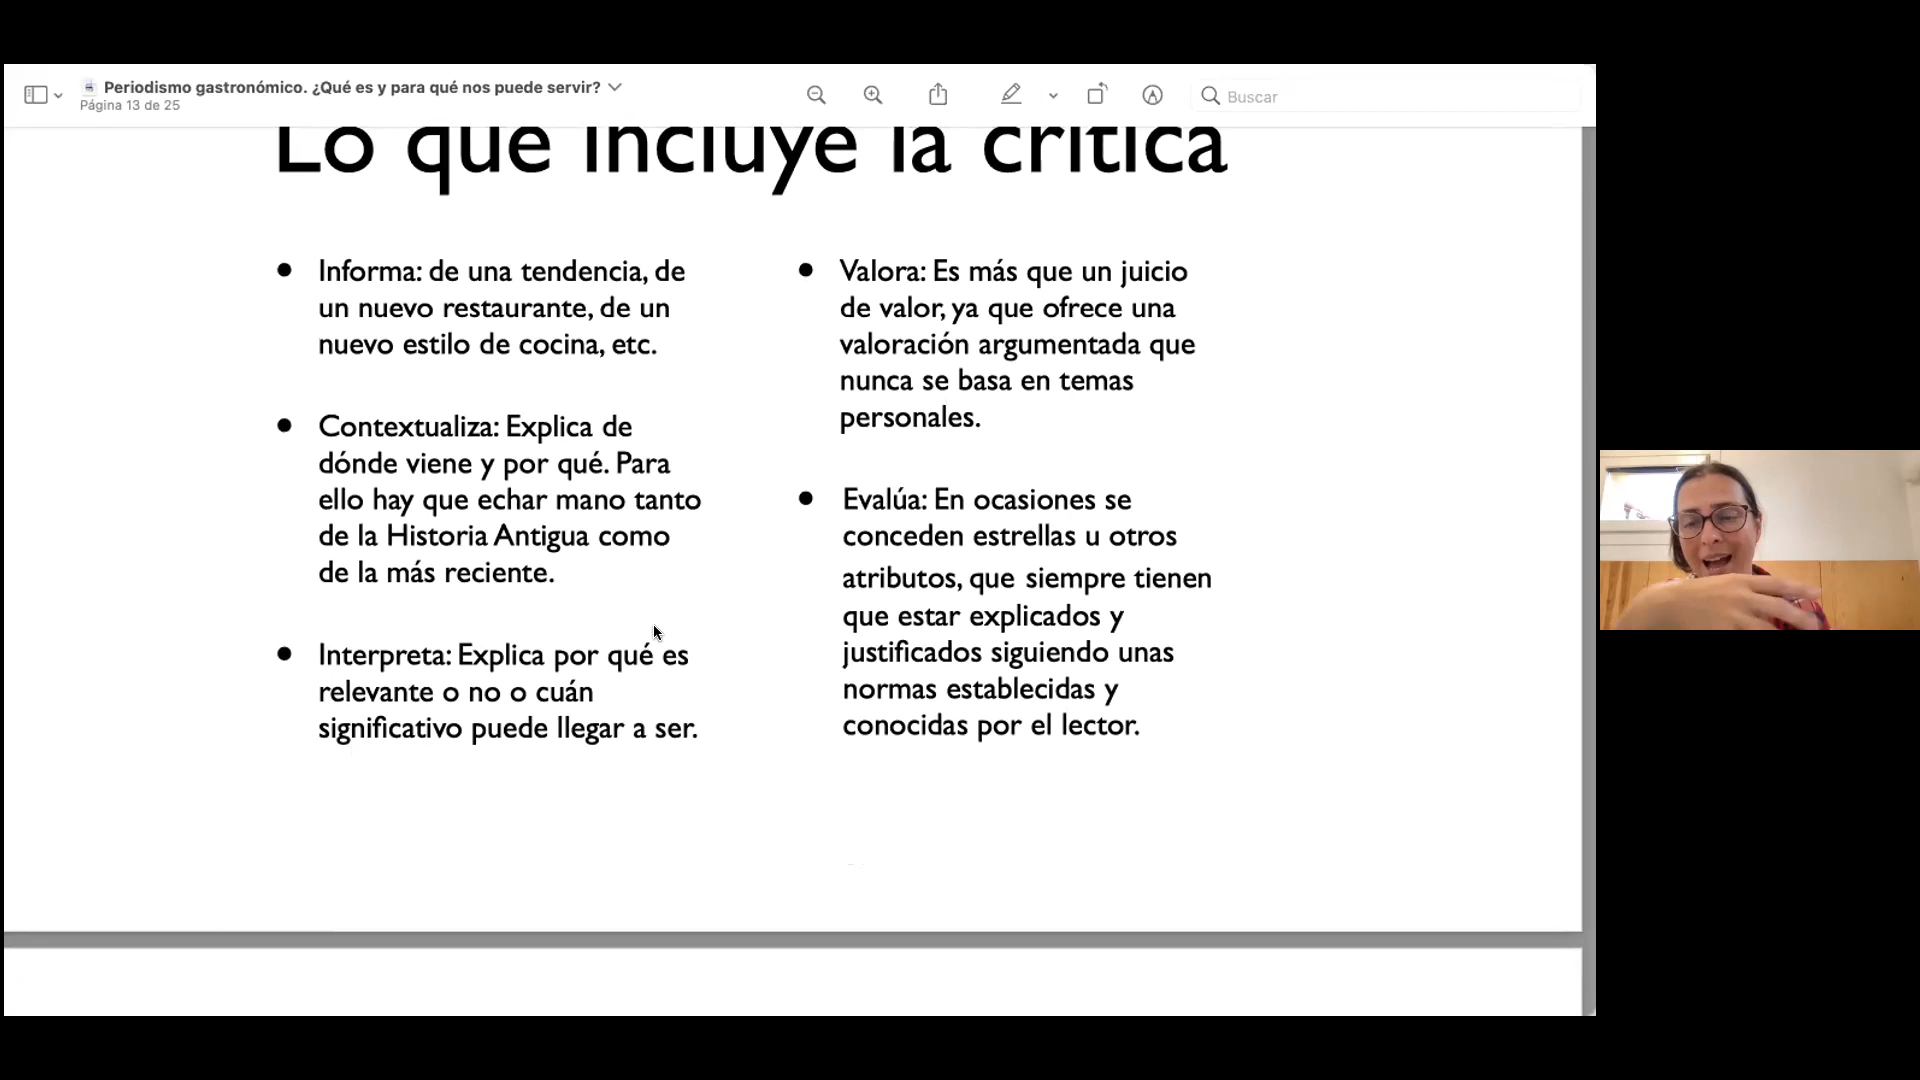 Periodismo gastronómico. ¿Qué es y para qué nos puede servir?
Página 13 de 25
Buscar
Lo que incluye la crítica
Informa: de una tendencia, de
un nuevo restaurante, de un
nuevo estilo de cocina, etc.
Contextualiza: Explica de
dónde viene y por qué. Para
ello hay que echar mano tanto
de la Historia Antigua como
de la más reciente.
Interpreta: Explica por qué es
relevante o no o cuán
significativo puede llegar a ser.
Valora: Es más que un juicio
de valor, ya que ofrece una
valoración argumentada que
nunca se basa en temas
personales.
Evalúa: En ocasiones se
conceden estrellas u otros
atributos, que siempre tienen
que estar explicados y
justificados siguiendo unas
normas establecidas y
conocidas por el lector.